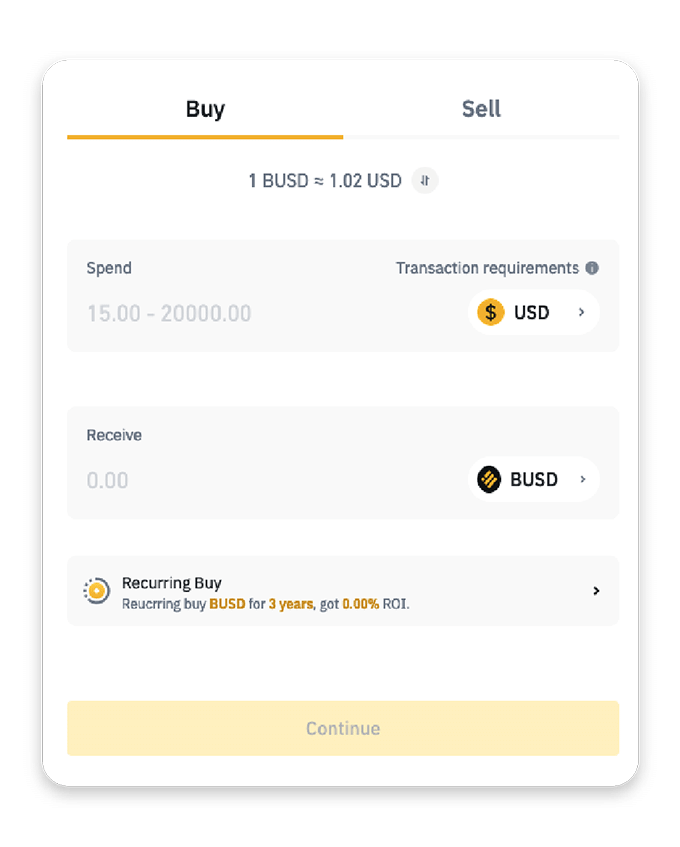 Buy
Sell
1 BUSD ≈ 1.02 USD
Spend
Transaction requirements
15.00 - 20000.00
$ USD
Receive
0.00
BUSD
Recurring Buy
Reucrring buy BUSD for 3 years, got 0.00% ROI.
Continue